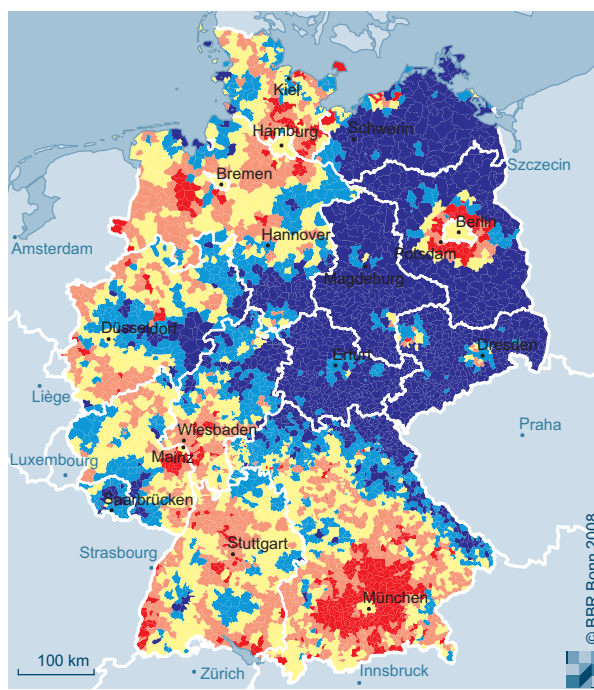 Kiel
Schwerin
Hamburg
Szczecin
Bremen
Berlin
Amsterdam
Hannover
Potsdam
Magdeburg
Düsseldorf
Dresden
Erfurt
Liège
Praha
Wiesbaden
Luxembourg
Mainz
Saarbrücken
Stuttgart
Strasbourg
München
© BBR Bonn 2008
100 km
Zürich
Innsbruck